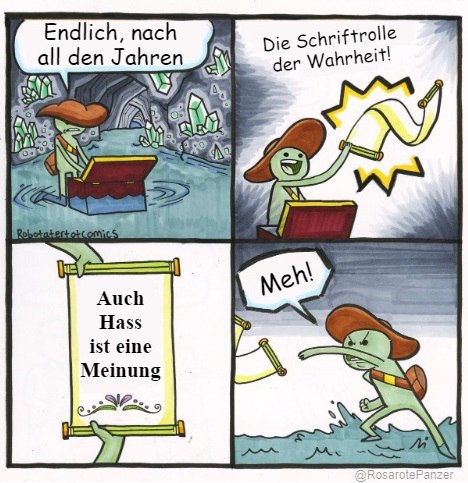 Endlich, nach
all den Jahren
Die Schriftrolle
der Wahrheit!
Robotatertotcomics
Auch
Hass
ist eine
Meinung
Meh!
@RosarotePanzer